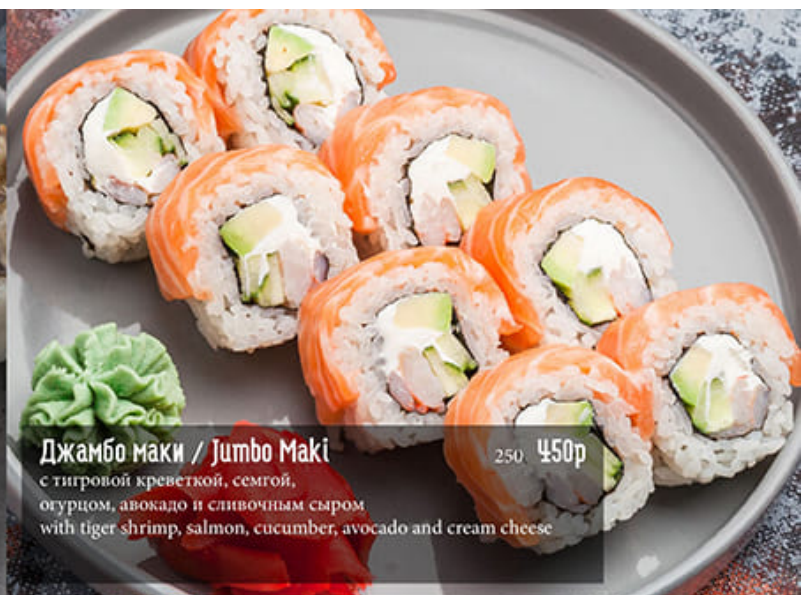 Джамбо маки / Jumbo Maki 250 450р
с тигровой креветкой, семгой,
огурцом, авокадо и сливочным сыром
with tiger shrimp, salmon, cucumber, avocado and cream cheese